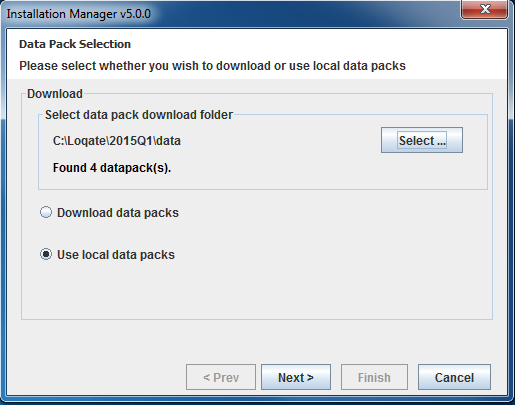 Installation Manager v5.0.0
Data Pack Selection
Please select whether you wish to download or use local data packs
Download
Select data pack download folder
C:\Loqate\2015Q1\data
Select ...
Found 4 datapack(s).
Download data packs
Use local data packs
< Prev
Next >
Finish
Cancel